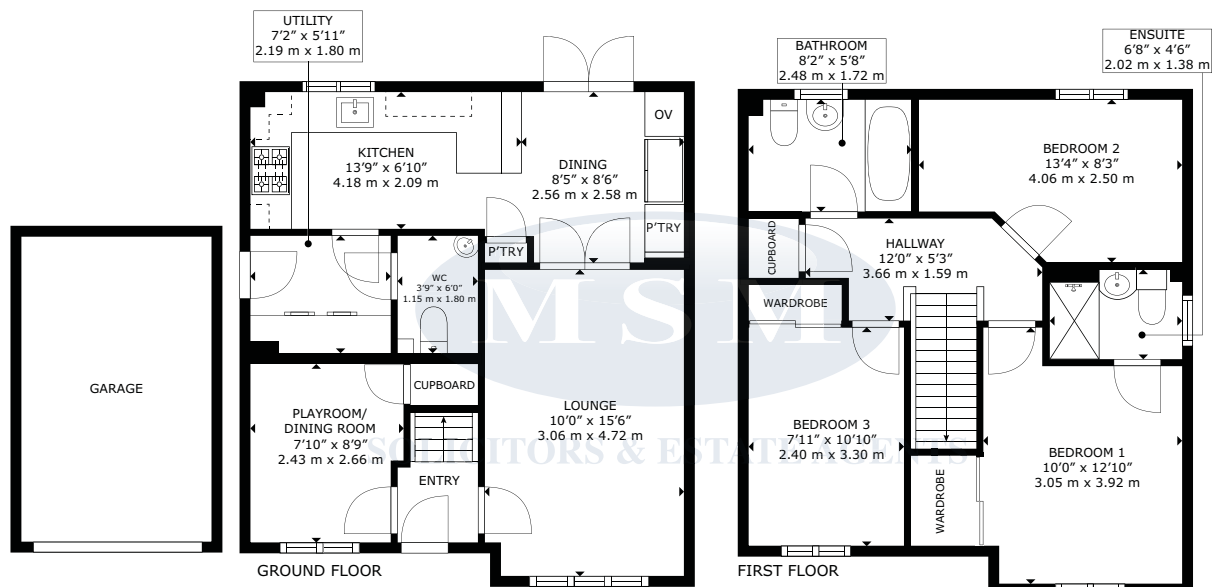 UTILITY
7'2" x 5'11"
2.19 m x 1.80 m
BATHROOM
8'2" x 5'8"
2.48 m x 1.72 m
ENSUITE
6'8" x 4'6"
2.02 m x 1.38 m
KITCHEN
13'9" x 6'10"
4.18 m x 2.09 m
DINING
8'5" x 8'6"
2.56 m x 2.58 m
OV
P'TRY
P'TRY
WC
3'9" x 6'0"
1.15 m x 1.80 m
BEDROOM 2
13'4" x 8'3"
4.06 m x 2.50 m
CUPBOARD
HALLWAY
12'0" x 5'3"
3.66 m x 1.59 m
WARDROBE
MSM
SOLICITORS & ESTATE AGENTS
GARAGE
CUPBOARD
PLAYROOM/
DINING ROOM
7'10" x 8'9"
2.43 m x 2.66 m
LOUNGE
10'0" x 15'6"
3.06 m x 4.72 m
ENTRY
BEDROOM 3
7'11" x 10'10"
2.40 m x 3.30 m
BEDROOM 1
10'0" x 12'10"
3.05 m x 3.92 m
WARDROBE
GROUND FLOOR
FIRST FLOOR